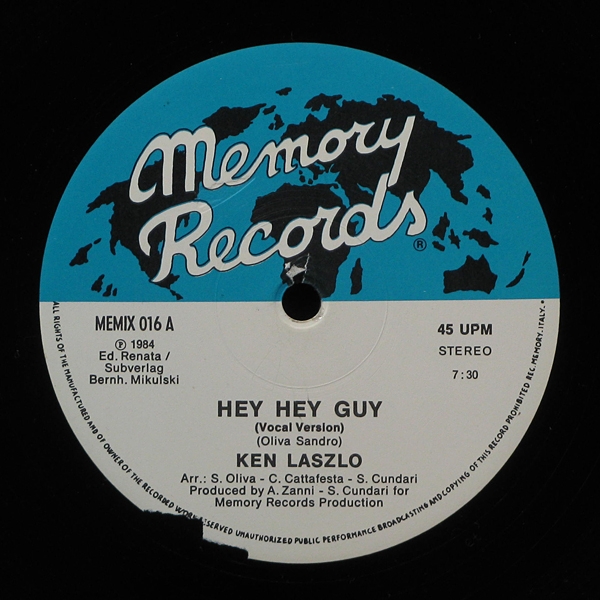 Memory
Records
®
MEMIX 016 A
℗ 1984
Ed. Renata /
Subverlag
Bernh. Mikulski
45 UPM
STEREO
7:30
HEY HEY GUY
(Vocal Version)
(Oliva Sandro)
KEN LASZLO
Arr.: S. Oliva - C. Cattafesta - S. Cundari
Produced by A. Zanni - S. Cundari for
Memory Records Production
ALL RIGHTS OF THE MANUFACTURED AND OF OWNER OF THE RECORDED WORK SERVED UNAUTHORIZED PUBLIC PERFORMANCE BROADCASTING AND COPYING OF THIS RECORD PROHIBITED REC. MEMORY. ITALY.